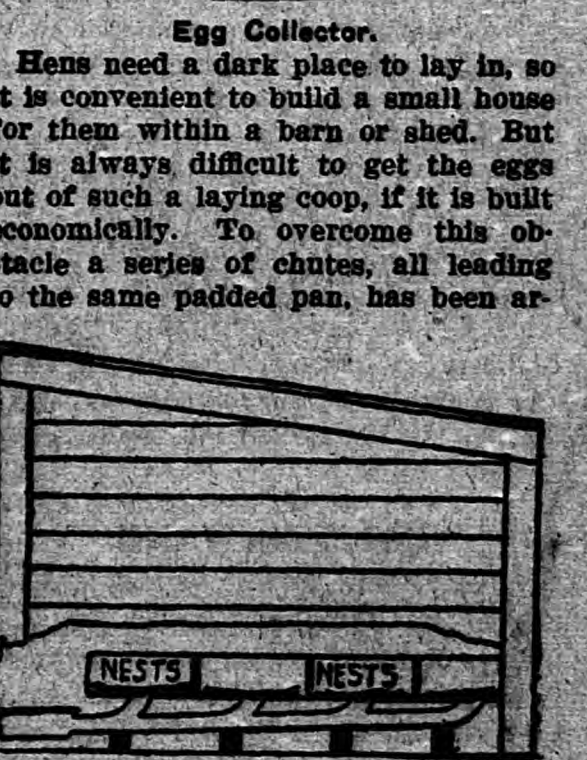 Egg Collector.
Hens need a dark place to lay in, so
t is convenient to build a small house
for them within a barn or shed. But
t is always difficult to get the eggs
out of such a laying coop, if it is built
economically. To overcome this ob-
tacle a series of chutes, all leading
o the same padded pan, has been ar-
NESTS NESTS